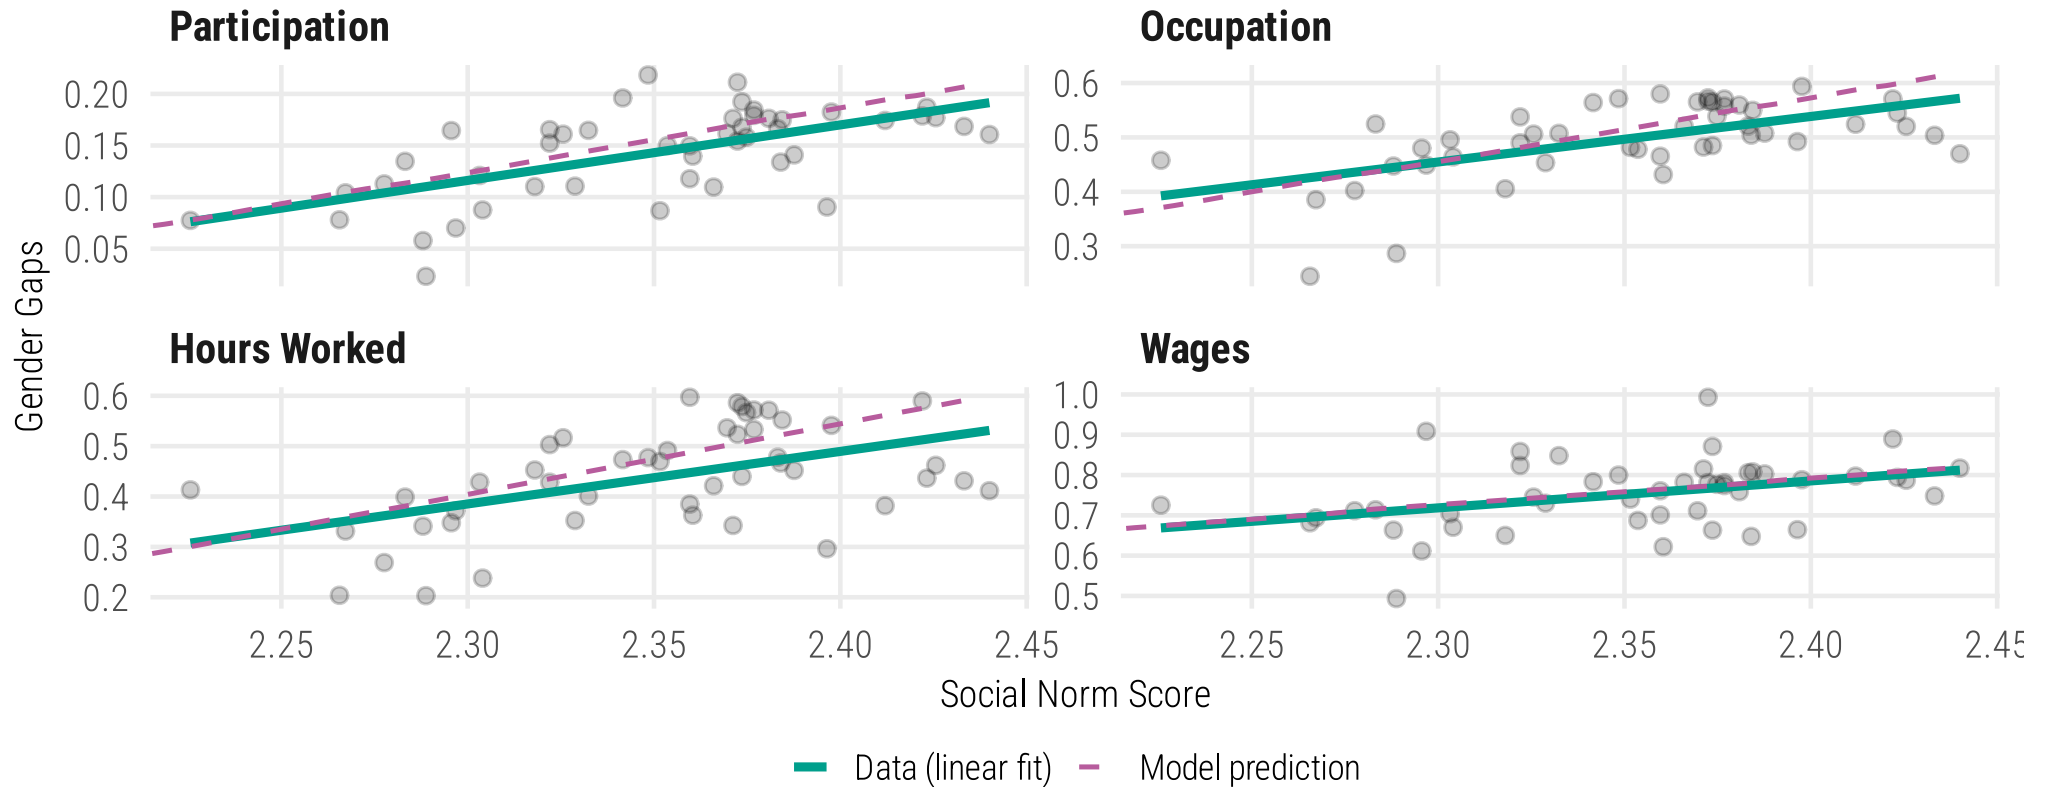 Participation
Occupation
0.20
0.15
0.10
0.05
0.6
0.5
0.4
0.3
Gender Gaps
Hours Worked
Wages
0.6
0.5
0.4
0.3
0.2
1.0
0.9
0.8
0.7
0.6
0.5
2.25 2.30 2.35 2.40 2.45
2.25 2.30 2.35 2.40 2.45
Social Norm Score
Data (linear fit) Model prediction